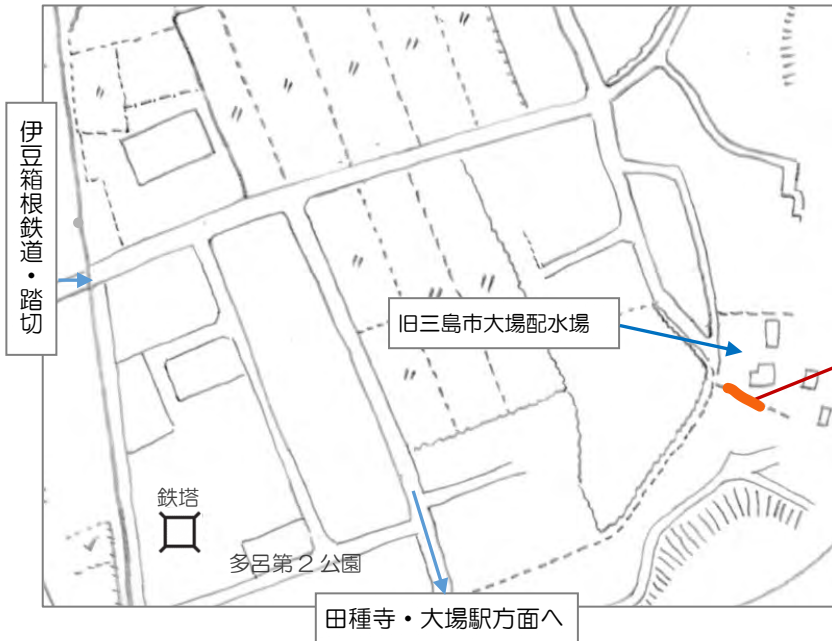 伊豆箱根鉄道・踏切
旧三島市大場配水場
鉄塔
多呂第２公園
田種寺・大場駅方面へ